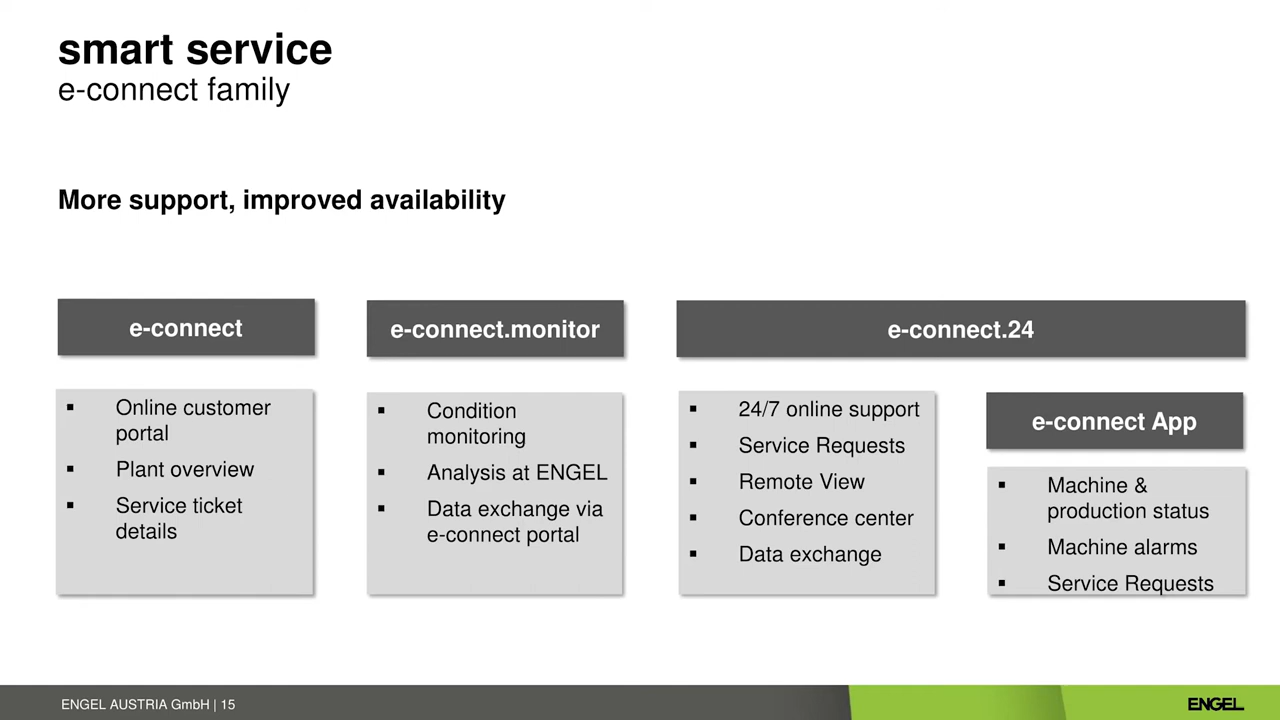 smart service
e-connect family
More support, improved availability
e-connect
Online customer
portal
Plant overview
Service ticket
details
e-connect.monitor
Condition
monitoring
Analysis at ENGEL
Data exchange via
e-connect portal
e-connect.24
24/7 online support
Service Requests
Remote View
Conference center
Data exchange
e-connect App
Machine &
production status
Machine alarms
Service Requests
ENGEL AUSTRIA GmbH | 15
ENGEL